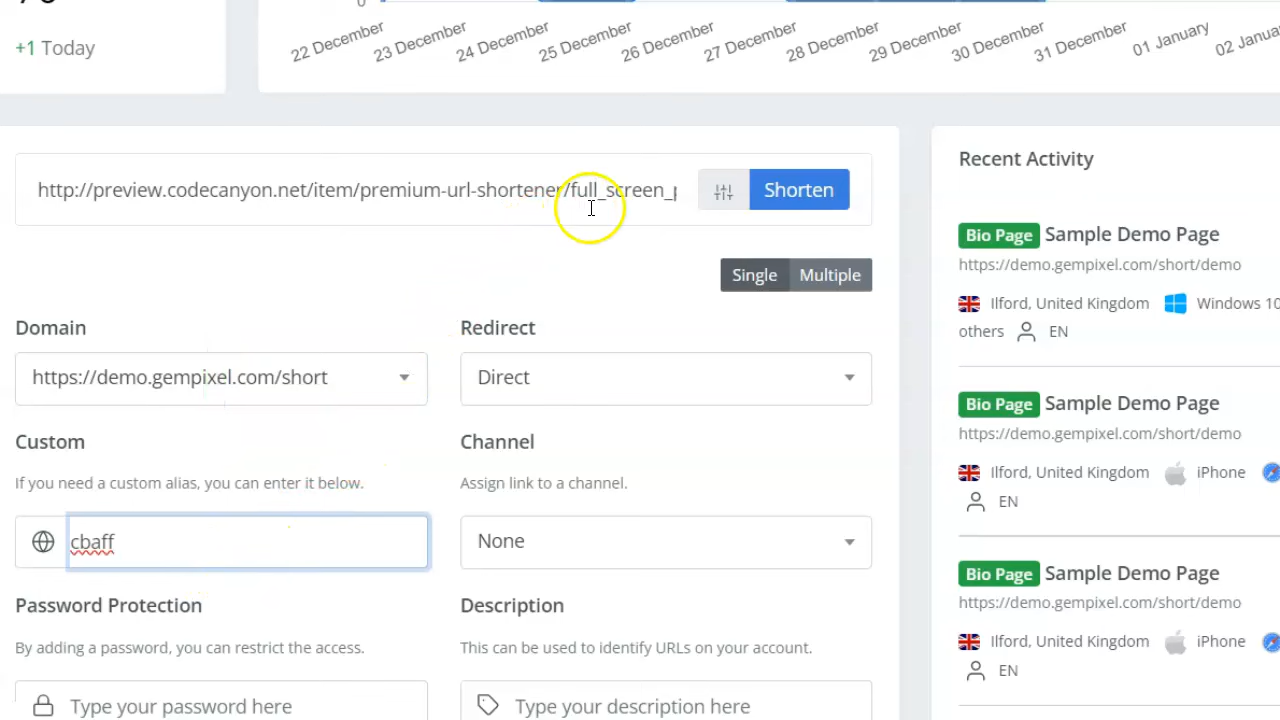 +1 Today
0
22 December
23 December
24 December
25 December
26 December
27 December
28 December
29 December
30 December
31 December
01 January
http://preview.codecanyon.net/item/premium-url-shortener/full_screen_p
Shorten
Single
Multiple
Domain
https://demo.gempixel.com/short
Redirect
Direct
Custom
If you need a custom alias, you can enter it below.
cbaff
Channel
Assign link to a channel.
None
Password Protection
By adding a password, you can restrict the access.
Type your password here
Description
This can be used to identify URLs on your account.
Type your description here
Recent Activity
Bio Page Sample Demo Page
https://demo.gempixel.com/short/demo
Ilford, United Kingdom Windows 10
others EN
Bio Page Sample Demo Page
https://demo.gempixel.com/short/demo
Ilford, United Kingdom iPhone
EN
Bio Page Sample Demo Page
https://demo.gempixel.com/short/demo
Ilford, United Kingdom iPhone
EN